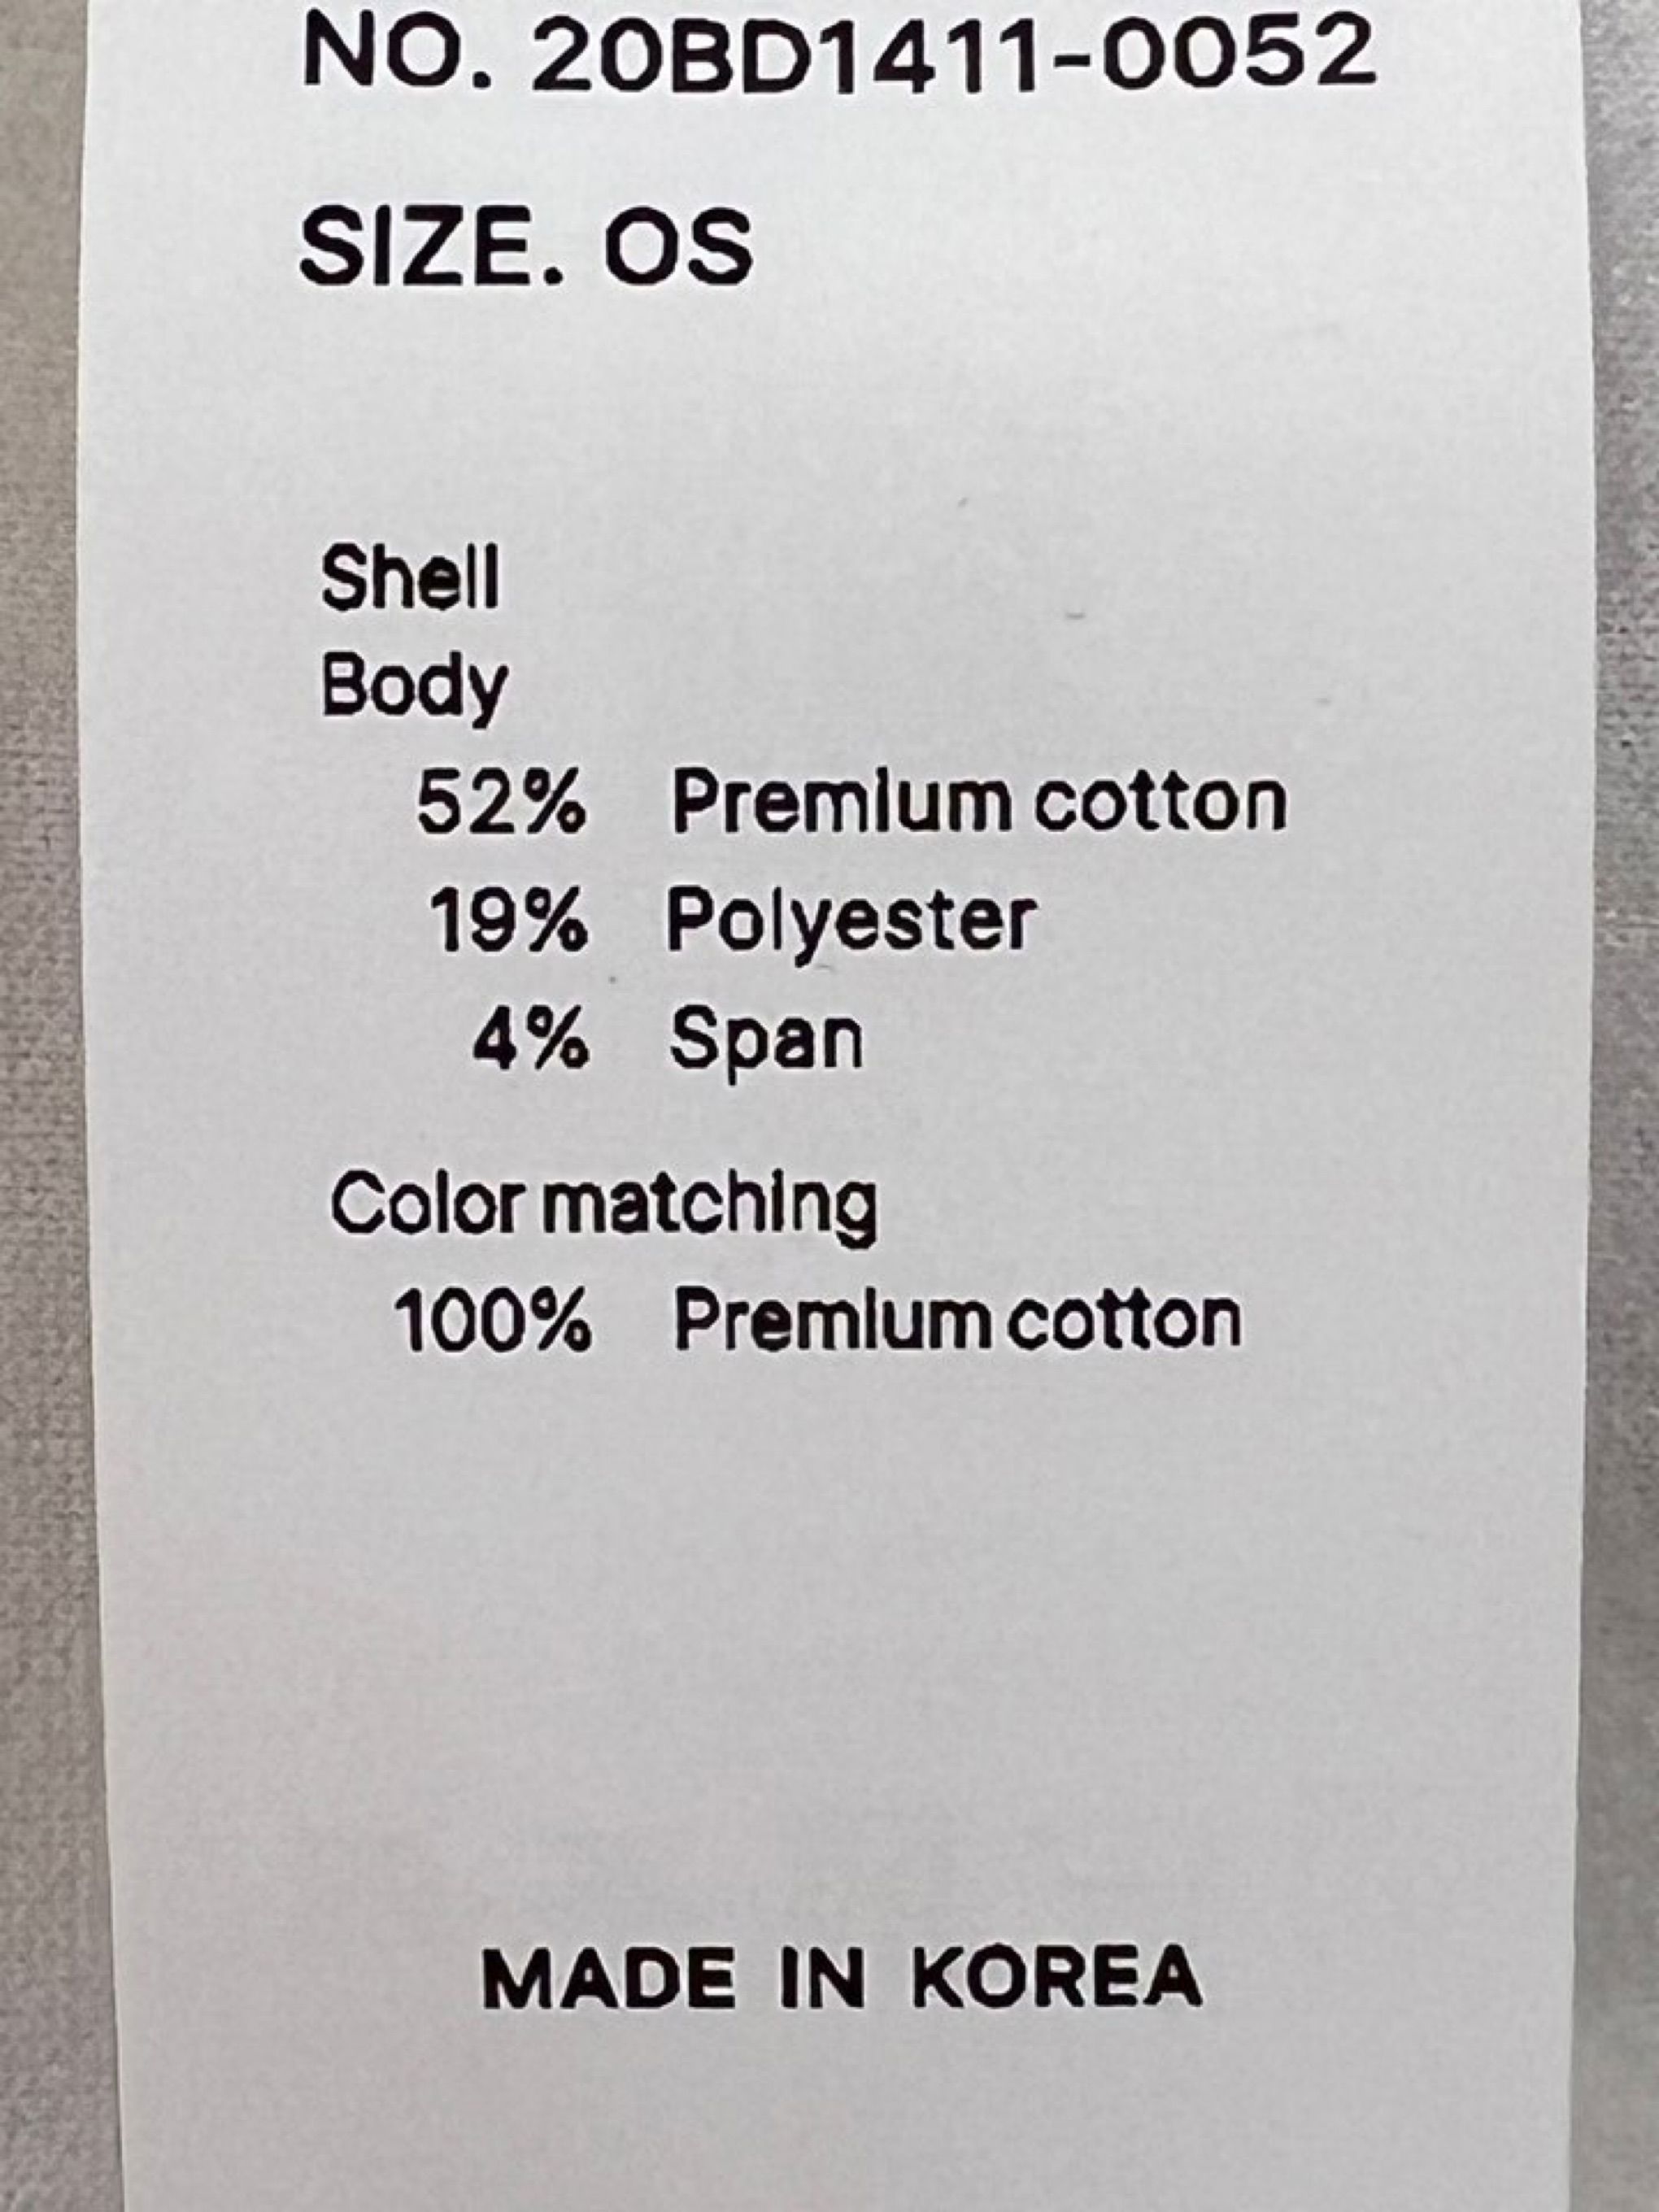 NO. 20BD1411-0052
SIZE. OS
Shell
Body
52% Premium cotton
19% Polyester
4% Span
Color matching
100% Premium cotton
MADE IN KOREA